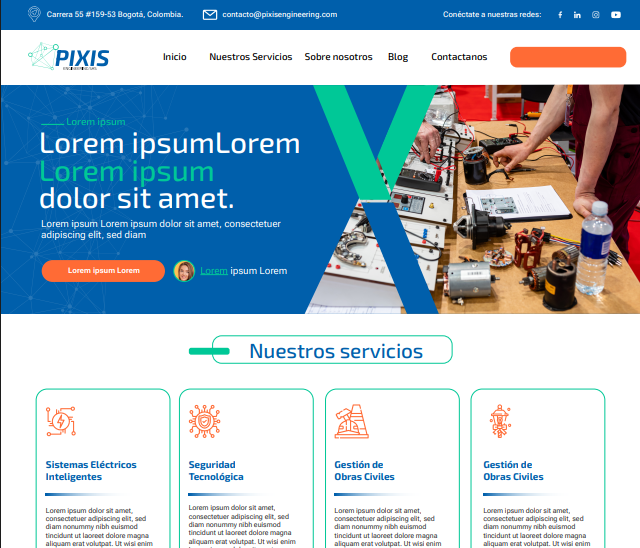 Carrera 55 #159-53 Bogotá, Colombia.
contacto@pixisengineering.com
Conéctate a nuestras redes:
PIXIS
ENGINEERING SAS
Inicio
Nuestros Servicios
Sobre nosotros
Blog
Contactanos
Lorem ipsum
Lorem ipsumLorem
Lorem ipsum
dolor sit amet.
Lorem ipsum Lorem ipsum dolor sit amet, consectetuer
adipiscing elit, sed diam
Lorem ipsum Lorem
Lorem ipsum Lorem
Nuestros servicios
Sistemas Eléctricos
Inteligentes
Lorem ipsum dolor sit amet,
consectetuer adipiscing elit, sed
diam nonummy nibh euismod
tincidunt ut laoreet dolore magna
aliquam erat volutpat. Ut wisi enim
Seguridad
Tecnológica
Lorem ipsum dolor sit amet,
consectetuer adipiscing elit, sed
diam nonummy nibh euismod
tincidunt ut laoreet dolore magna
aliquam erat volutpat. Ut wisi enim
Gestión de
Obras Civiles
Lorem ipsum dolor sit amet,
consectetuer adipiscing elit, sed
diam nonummy nibh euismod
tincidunt ut laoreet dolore magna
aliquam erat volutpat. Ut wisi enim
Gestión de
Obras Civiles
Lorem ipsum dolor sit amet,
consectetuer adipiscing elit, sed
diam nonummy nibh euismod
tincidunt ut laoreet dolore magna
aliquam erat volutpat. Ut wisi enim